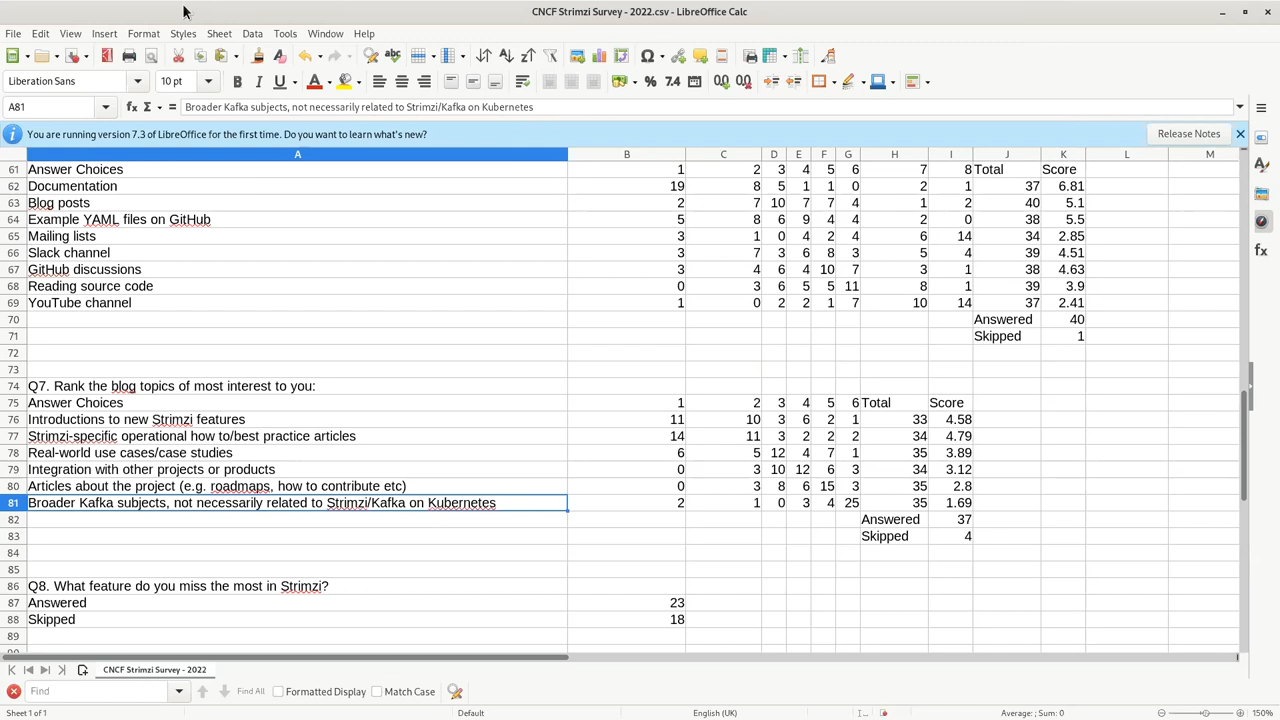 CNCF Strimzi Survey - 2022.csv - LibreOffice Calc
File Edit View Insert Format Styles Sheet Data Tools Window Help
Liberation Sans 10 pt B I U A % 7.4
A81 fx Σ = Broader Kafka subjects, not necessarily related to Strimzi/Kafka on Kubernetes
You are running version 7.3 of LibreOffice for the first time. Do you want to learn what's new? Release Notes
A B C D E F G H I J K L M
61 Answer Choices 1 2 3 4 5 6 7 8 Total Score
62 Documentation 19 8 5 1 1 0 2 1 37 6.81
63 Blog posts 2 7 10 7 7 4 1 2 40 5.1
64 Example YAML files on GitHub 5 8 6 9 4 4 2 0 38 5.5
65 Mailing lists 3 1 0 4 2 4 6 14 34 2.85
66 Slack channel 3 7 3 6 8 3 5 4 39 4.51
67 GitHub discussions 3 4 6 4 10 7 3 1 38 4.63
68 Reading source code 0 3 6 5 5 11 8 1 39 3.9
69 YouTube channel 1 0 2 2 1 7 10 14 37 2.41
70 Answered 40
71 Skipped 1
72
73
74 Q7. Rank the blog topics of most interest to you:
75 Answer Choices 1 2 3 4 5 6 Total Score
76 Introductions to new Strimzi features 11 10 3 6 2 1 33 4.58
77 Strimzi-specific operational how to/best practice articles 14 11 3 2 2 2 34 4.79
78 Real-world use cases/case studies 6 5 12 4 7 1 35 3.89
79 Integration with other projects or products 0 3 10 12 6 3 34 3.12
80 Articles about the project (e.g. roadmaps, how to contribute etc) 0 3 8 6 15 3 35 2.8
81 Broader Kafka subjects, not necessarily related to Strimzi/Kafka on Kubernetes 2 1 0 3 4 25 35 1.69
82 Answered 37
83 Skipped 4
84
85
86 Q8. What feature do you miss the most in Strimzi?
87 Answered 23
88 Skipped 18
89
CNCF Strimzi Survey - 2022
Find Find All Formatted Display Match Case
Sheet 1 of 1 Default English (UK) Average: ; Sum: 0 150%